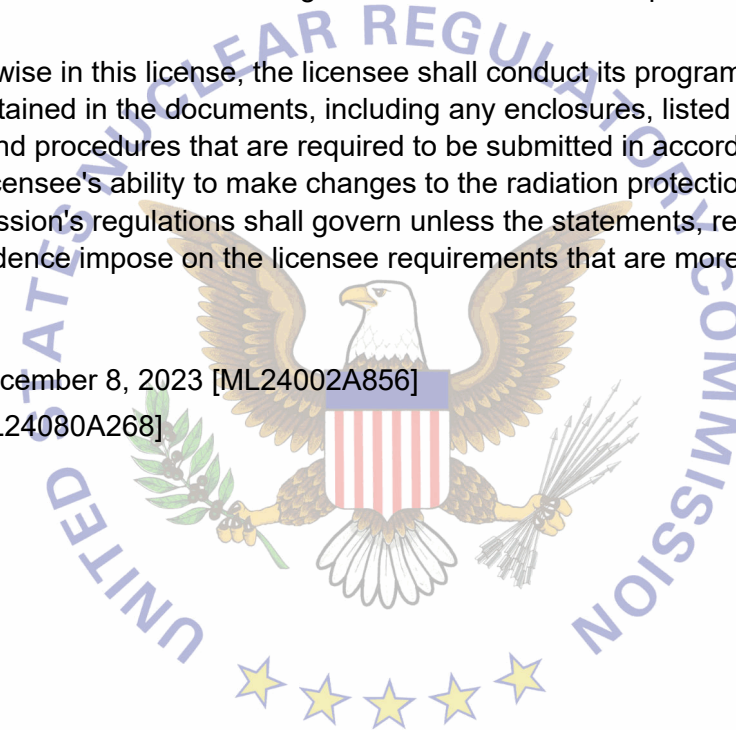 wise in this license, the licensee shall conduct its program
tained in the documents, including any enclosures, listed
nd procedures that are required to be submitted in accord
censee's ability to make changes to the radiation protectio
ssion's regulations shall govern unless the statements, re
dence impose on the licensee requirements that are more
cember 8, 2023 [ML24002A856]
L24080A268]
UNITED STATES NUCLEAR REGULATORY COMMISSION